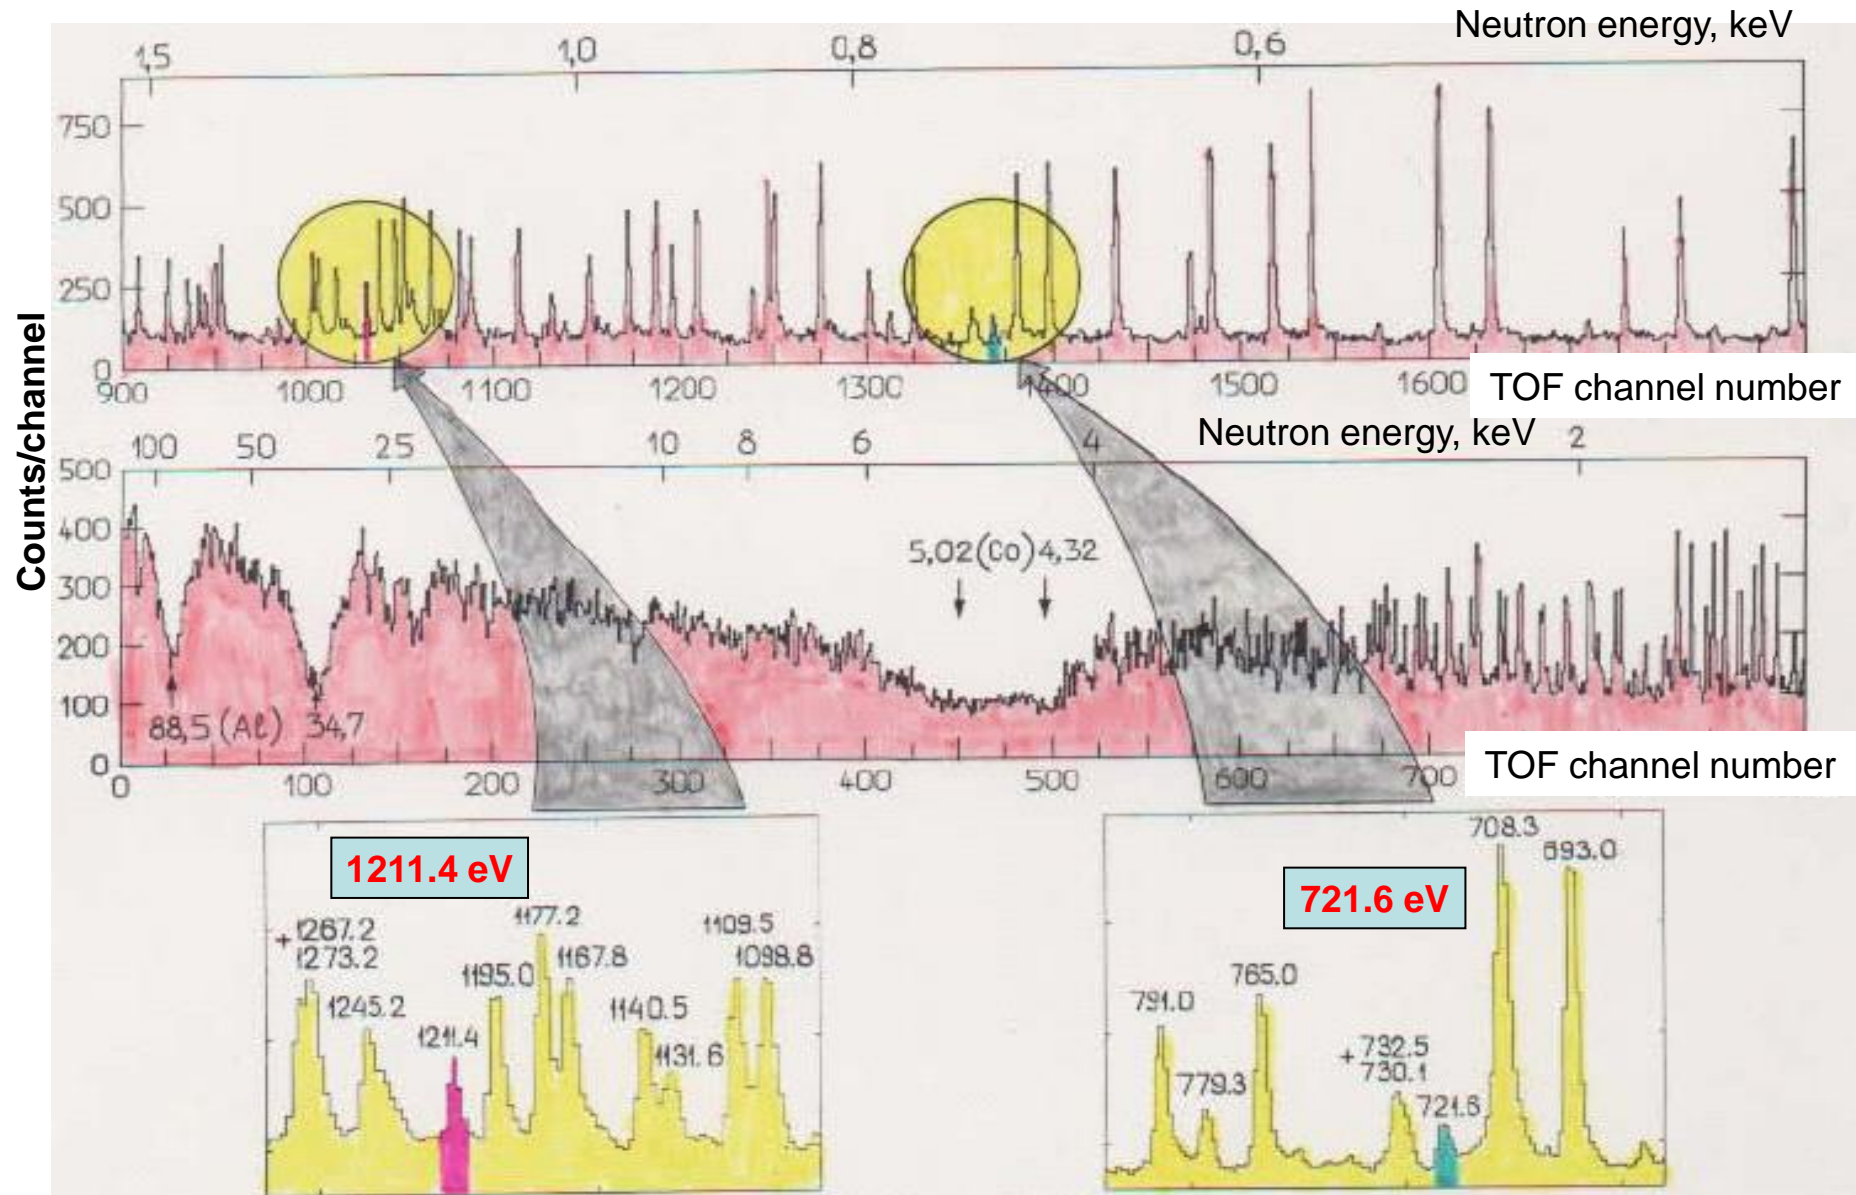 Neutron energy, keV
1,5 1,0 0,8 0,6
Counts/channel
750
500
250
0
900 1000 1100 1200 1300 1400 1500 1600 TOF channel number
100 50 25 10 8 6 4 Neutron energy, keV 2
500
400
300
200
100
0
5,02(Co)4,32
88,5(Al) 34,7
0 100 200 300 400 500 600 700 TOF channel number
1211.4 eV
+ 1267.2
1273.2
1245.2
1211.4
1195.0
1177.2
1167.8
1140.5
1131.6
1109.5
1098.8
721.6 eV
791.0
779.3
765.0
+ 732.5
730.1
721.6
708.3
693.0